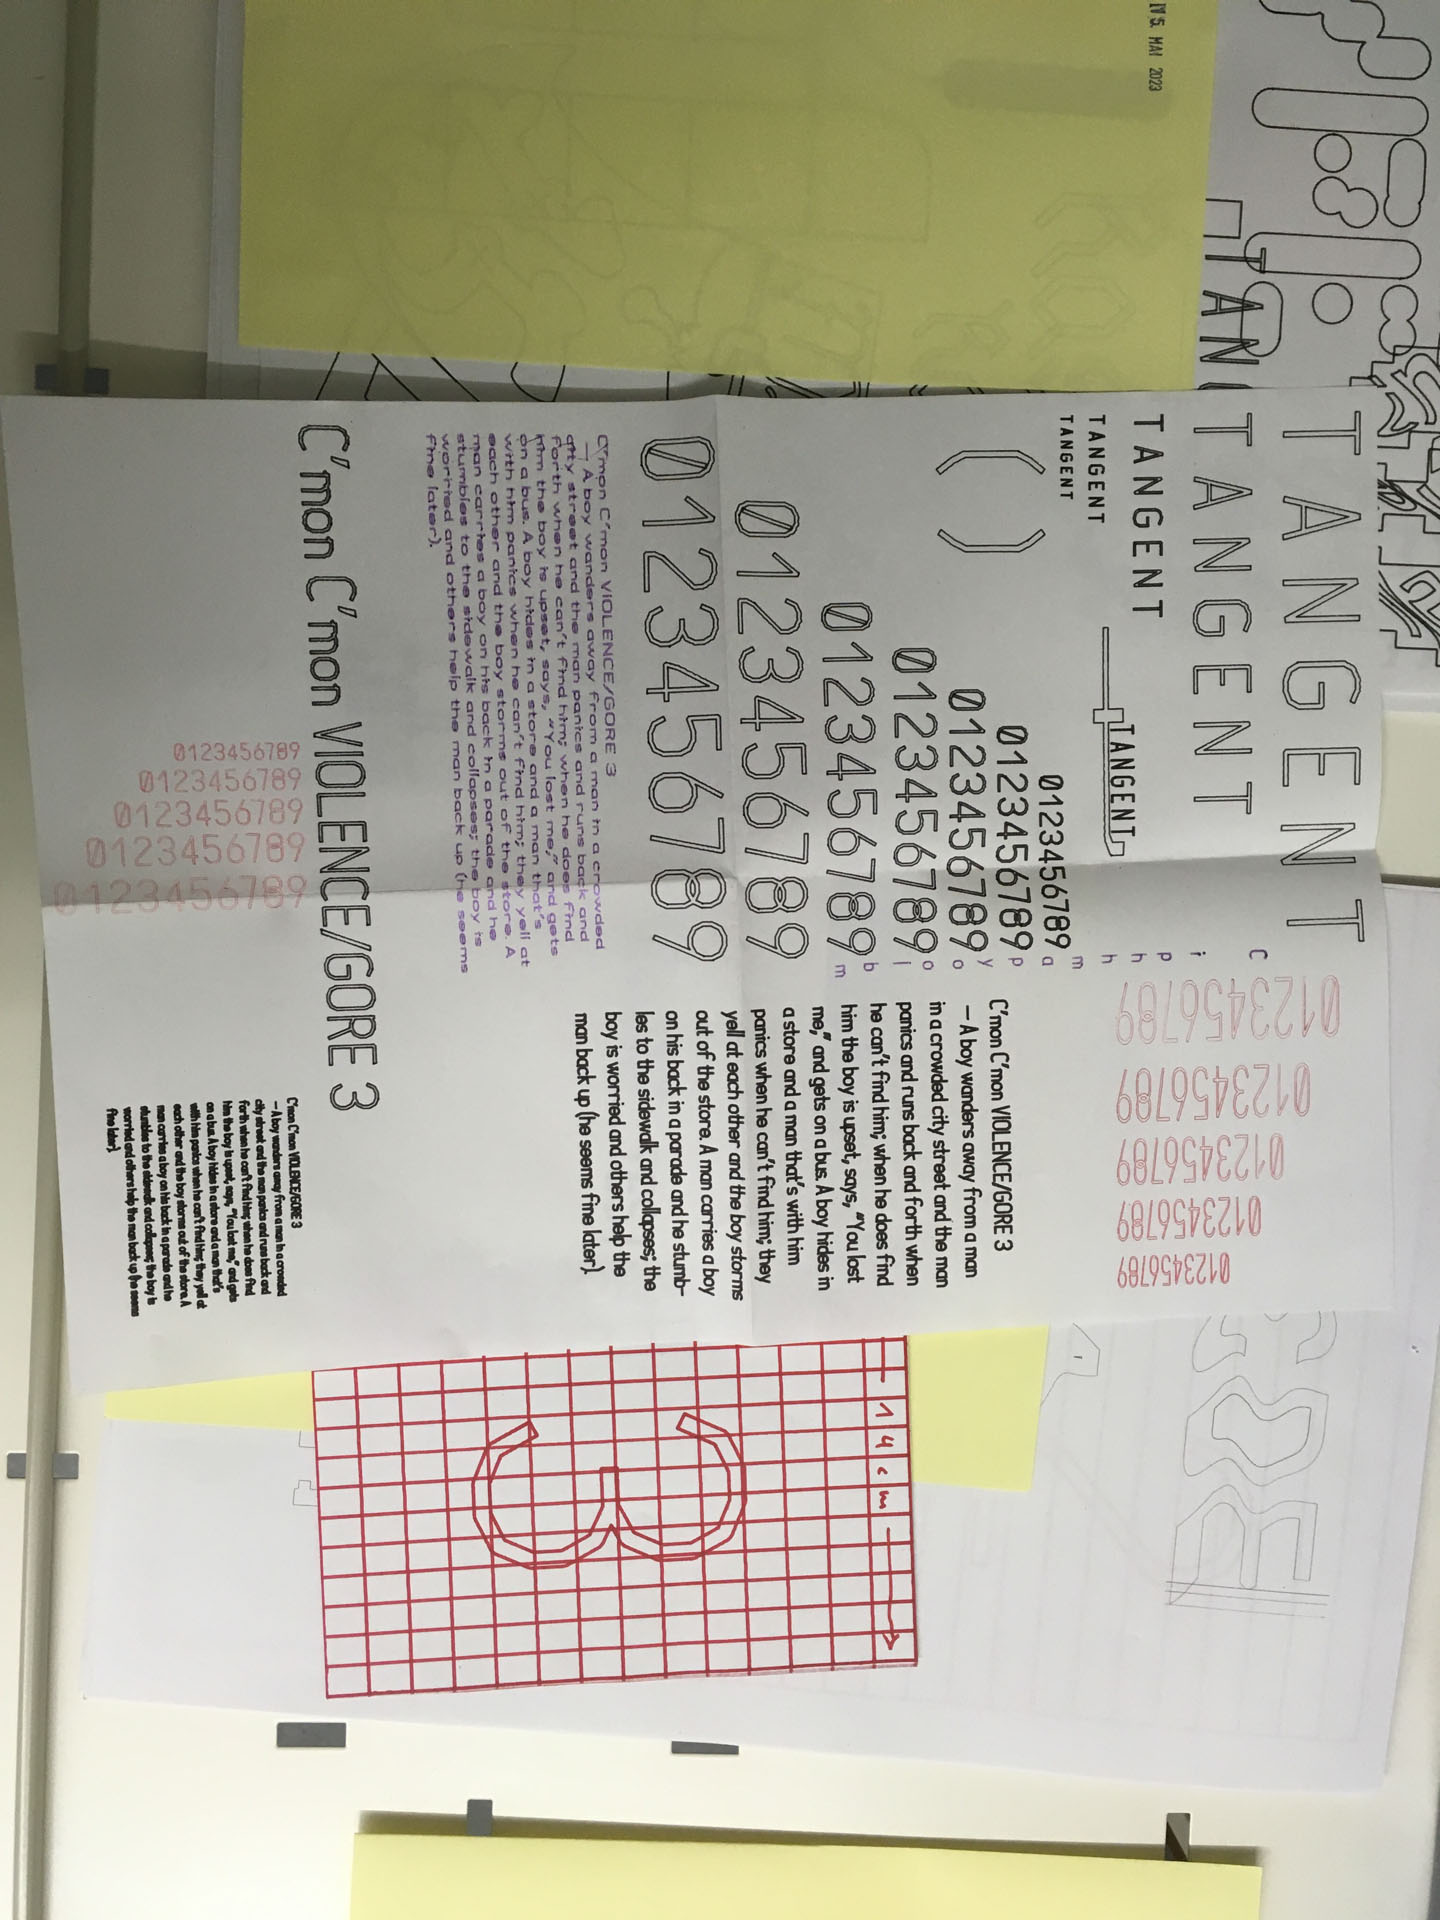 IV 5. MAI 2023
TAN
TANGENT
TANGENT
TANGENT
TANGENT
TANGENT
TANGENT
( )
0123456789
0123456789
0123456789
0123456789
0123456789
0123456789
0123456789
C
i
p
h
h
m
a
p
y
o
o
l
b
m
0123456789
0123456789
0123456789
0123456789
0123456789
C'mon C'mon VIOLENCE/GORE 3
— A boy wanders away from a man
in a crowded city street and the man
panics and runs back and forth when
he can't find him; when he does find
him the boy is upset, says, “You lost
me,” and gets on a bus. A boy hides in
a store and a man that's with him
panics when he can't find him; they
yell at each other and the boy storms
out of the store. A man carries a boy
on his back in a parade and he stumb-
les to the sidewalk and collapses; the
boy is worried and others help the
man back up (he seems fine later).
C'mon C'mon VIOLENCE/GORE 3
— A boy wanders away from a man in a crowded
city street and the man panics and runs back and
forth when he can't find him; when he does find
him the boy is upset, says, “You lost me,” and gets
on a bus. A boy hides in a store and a man that's
with him panics when he can't find him; they yell at
each other and the boy storms out of the store. A
man carries a boy on his back in a parade and he
stumbles to the sidewalk and collapses; the boy is
worried and others help the man back up (he seems
fine later).
C'mon C'mon VIOLENCE/GORE 3
0123456789
0123456789
0123456789
0123456789
0123456789
C'mon C'mon VIOLENCE/GORE 3
— A boy wanders away from a man in a crowded
city street and the man panics and runs back and
forth when he can't find him; when he does find
him the boy is upset, says, “You lost me,” and gets
on a bus. A boy hides in a store and a man that's
with him panics when he can't find him; they yell at
each other and the boy storms out of the store. A
man carries a boy on his back in a parade and he
stumbles to the sidewalk and collapses; the boy is
worried and others help the man back up (he seems
fine later).
14 cm